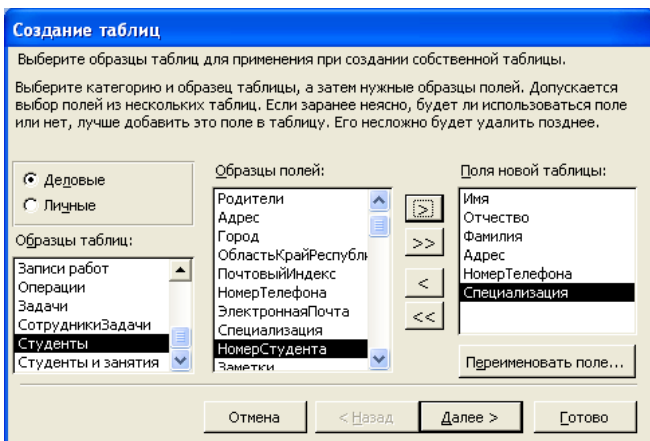 Создание таблиц
Выберите образцы таблиц для применения при создании собственной таблицы.
Выберите категорию и образец таблицы, а затем нужные образцы полей. Допускается
выбор полей из нескольких таблиц. Если заранее неясно, будет ли использоваться поле
или нет, лучше добавить это поле в таблицу. Его несложно будет удалить позднее.
Деловые
Личные
Образцы таблиц:
Записи работ
Операции
Задачи
СотрудникиЗадачи
Студенты
Студенты и занятия
Образцы полей:
Родители
Адрес
Город
ОбластьКрайРеспубли
ПочтовыйИндекс
НомерТелефона
ЭлектроннаяПочта
Специализация
НомерСтудента
Заметки
>
>>
<
<<
Поля новой таблицы:
Имя
Отчество
Фамилия
Адрес
НомерТелефона
Специализация
Переименовать поле...
Отмена
< Назад
Далее >
Готово